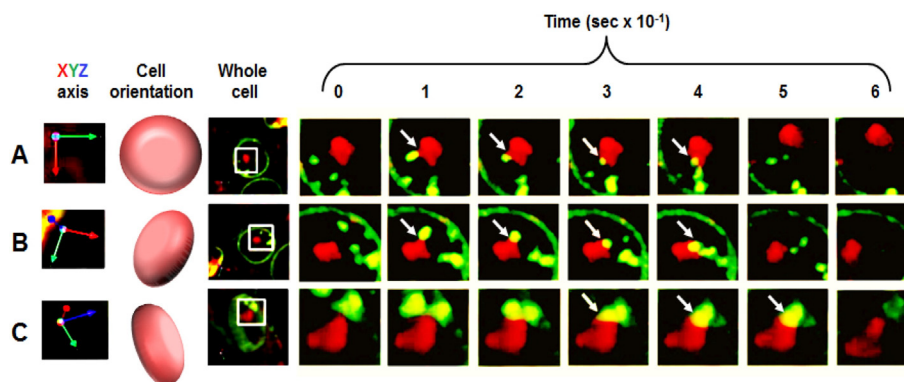 Time (sec x 10⁻¹)
XYZ axis
Cell orientation
Whole cell
0 1 2 3 4 5 6
A
B
C